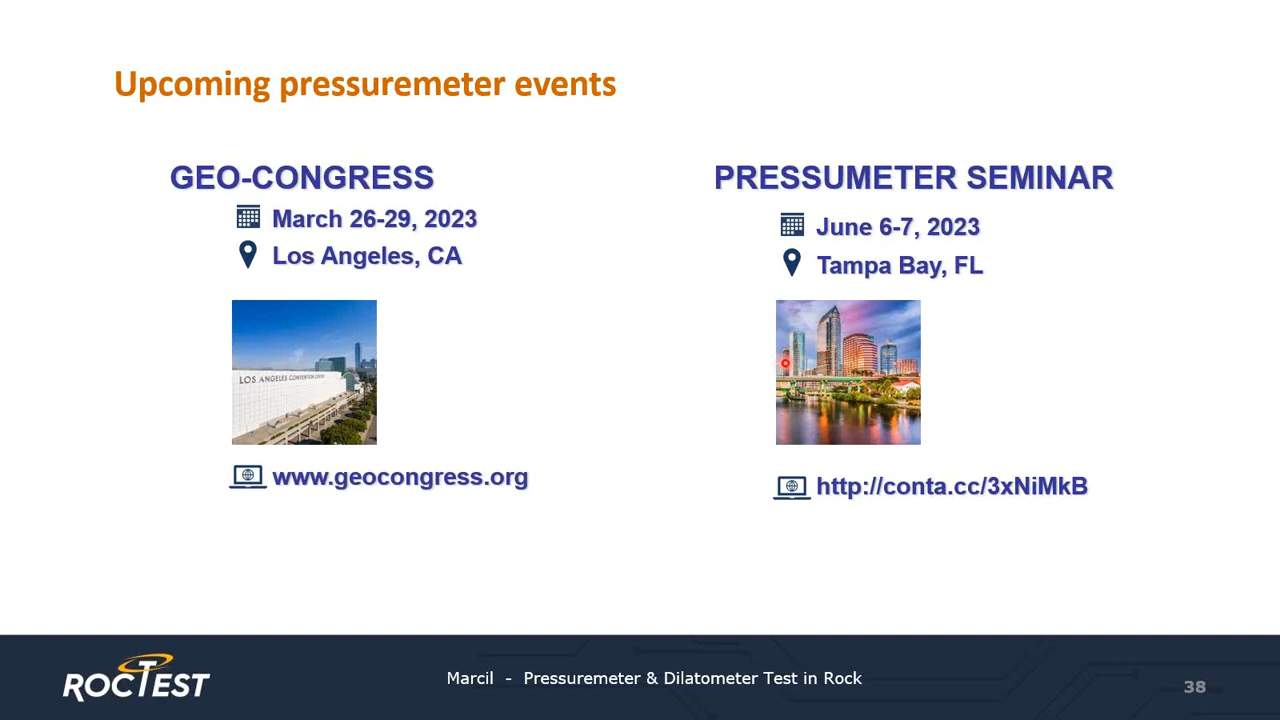 Upcoming pressuremeter events
GEO-CONGRESS
March 26-29, 2023
Los Angeles, CA
LOS ANGELES CONVENTION CENTER
www.geocongress.org
PRESSUMETER SEMINAR
June 6-7, 2023
Tampa Bay, FL
http://conta.cc/3xNiMkB
ROCTEST
Marcil - Pressuremeter & Dilatometer Test in Rock
38